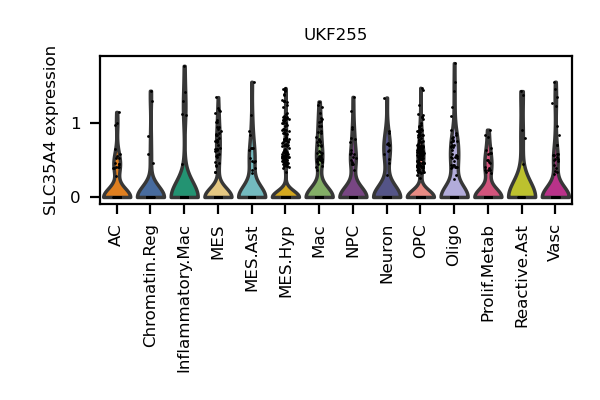 UKF255
SLC35A4 expression
1
0
AC
Chromatin.Reg
Inflammatory.Mac
MES
MES.Ast
MES.Hyp
Mac
NPC
Neuron
OPC
Oligo
Prolif.Metab
Reactive.Ast
Vasc